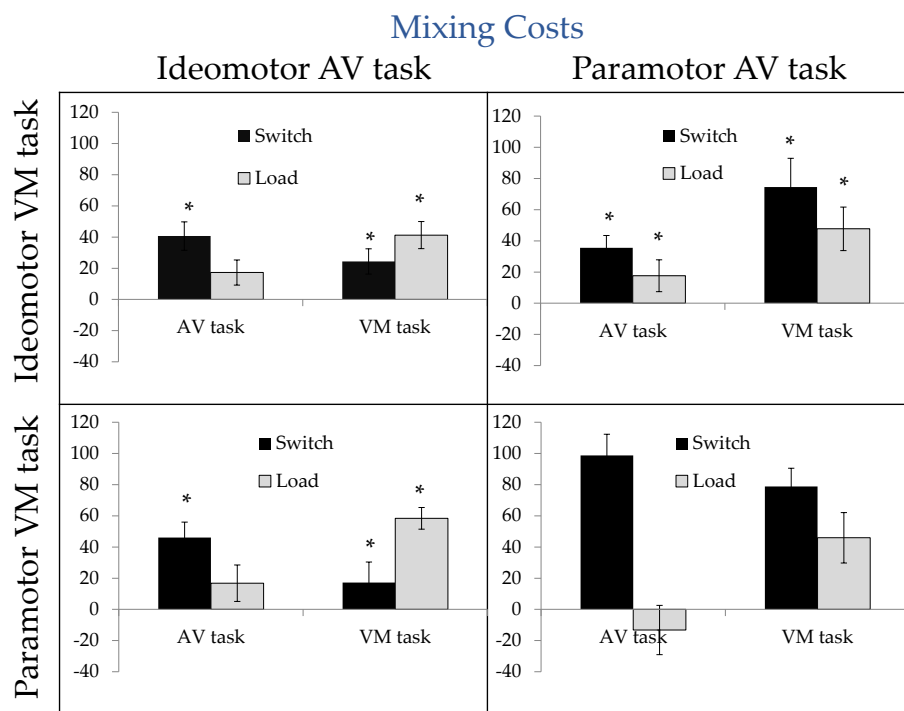 Mixing Costs
Ideomotor AV task
Paramotor AV task
Ideomotor VM task
120
100
80
60
40
20
0
-20
-40
Switch
Load
*
*
*
AV task
VM task
120
100
80
60
40
20
0
-20
-40
Switch
Load
*
*
*
*
AV task
VM task
Paramotor VM task
120
100
80
60
40
20
0
-20
-40
Switch
Load
*
*
*
AV task
VM task
120
100
80
60
40
20
0
-20
-40
Switch
Load
AV task
VM task